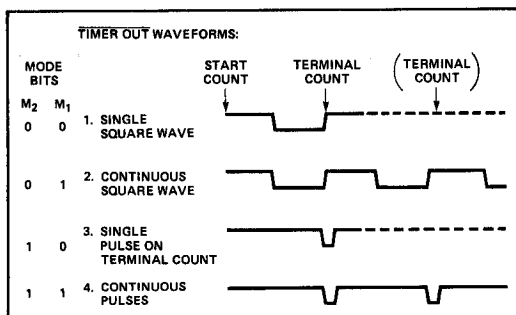 TIMER OUT WAVEFORMS:
MODE BITS
START COUNT
TERMINAL COUNT
(TERMINAL COUNT)
M2 M1
0 0 1. SINGLE SQUARE WAVE
0 1 2. CONTINUOUS SQUARE WAVE
1 0 3. SINGLE PULSE ON TERMINAL COUNT
1 1 4. CONTINUOUS PULSES